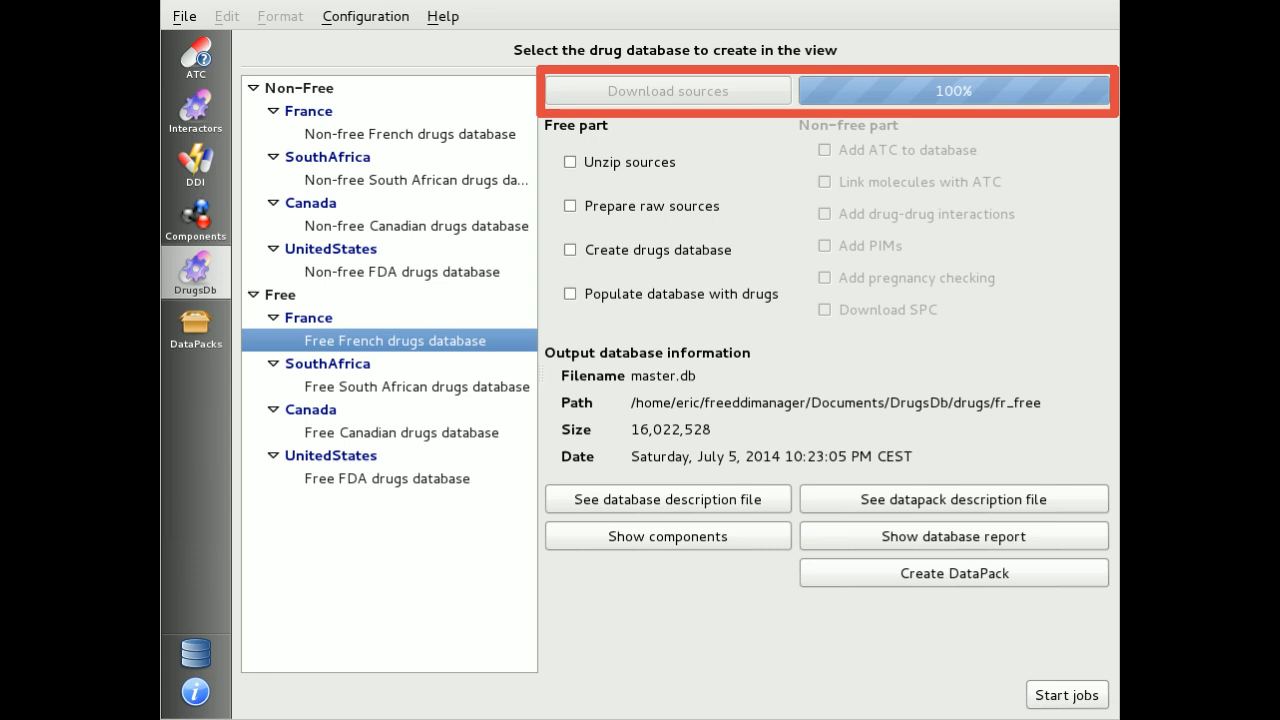 File Edit Format Configuration Help
Select the drug database to create in the view
ATC
Interactors
DDI
Components
DrugsDb
DataPacks
Non-Free
France
Non-free French drugs database
SouthAfrica
Non-free South African drugs da...
Canada
Non-free Canadian drugs database
UnitedStates
Non-free FDA drugs database
Free
France
Free French drugs database
SouthAfrica
Free South African drugs database
Canada
Free Canadian drugs database
UnitedStates
Free FDA drugs database
Download sources 100%
Free part
Unzip sources
Prepare raw sources
Create drugs database
Populate database with drugs
Non-free part
Add ATC to database
Link molecules with ATC
Add drug-drug interactions
Add PIMs
Add pregnancy checking
Download SPC
Output database information
Filename master.db
Path /home/eric/freeddimanager/Documents/DrugsDb/drugs/fr_free
Size 16,022,528
Date Saturday, July 5, 2014 10:23:05 PM CEST
See database description file See datapack description file
Show components Show database report
Create DataPack
Start jobs